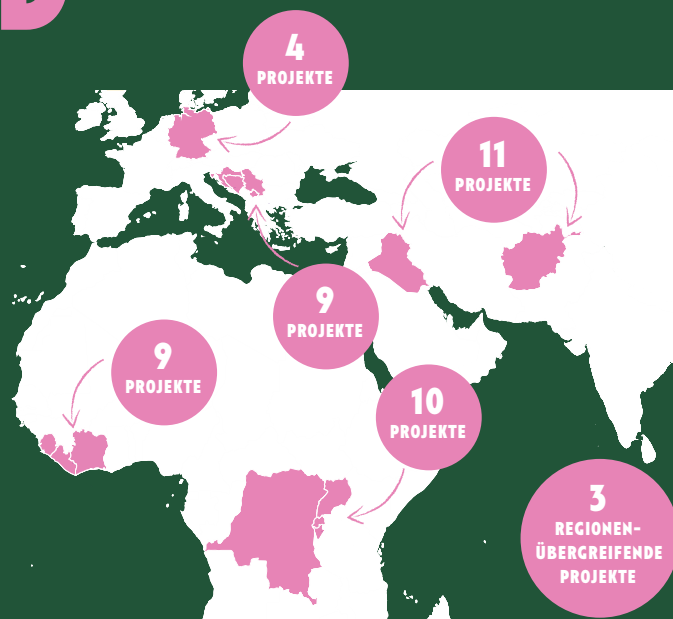 4
PROJEKTE
11
PROJEKTE
9
PROJEKTE
9
PROJEKTE
10
PROJEKTE
3
REGIONEN-
ÜBERGREIFENDE
PROJEKTE